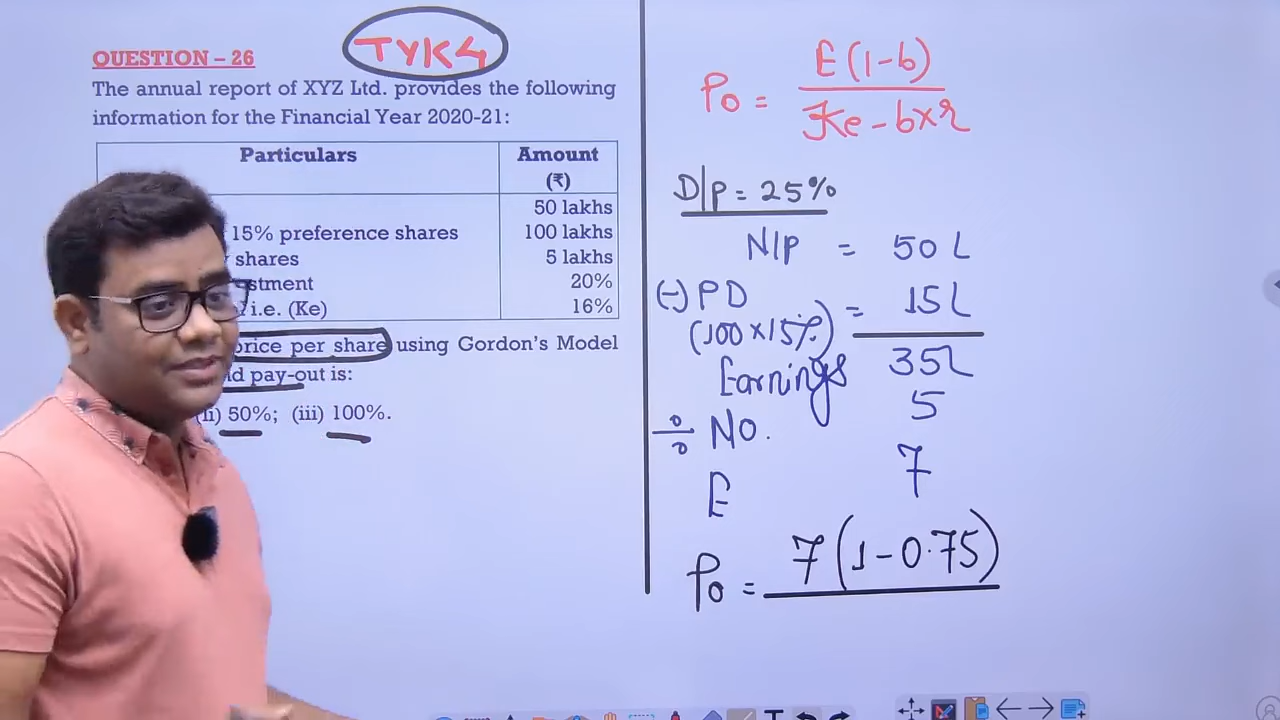 QUESTION – 26
TYK4
The annual report of XYZ Ltd. provides the following
information for the Financial Year 2020-21:
Particulars Amount
(₹)
50 lakhs
15% preference shares 100 lakhs
shares 5 lakhs
20%
i.e. (Ke) 16%
price per share using Gordon's Model
pay-out is:
(ii) 50%; (iii) 100%.
P0 = E(1-b)
Ke - b×r
D/P = 25%
N/P = 50 L
(-) PD = 15 L
(100 × 15%)
Earnings 35L
÷ No. 5
E 7
P0 = 7(1-0.75)